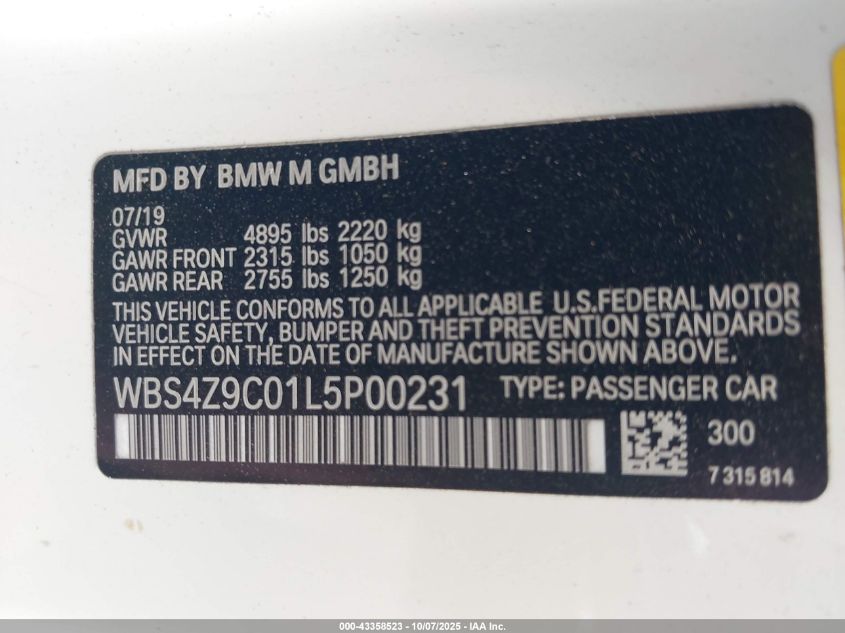 MFD BY BMW M GMBH
07/19
GVWR 4895 lbs 2220 kg
GAWR FRONT 2315 lbs 1050 kg
GAWR REAR 2755 lbs 1250 kg
THIS VEHICLE CONFORMS TO ALL APPLICABLE U.S.FEDERAL MOTOR
VEHICLE SAFETY, BUMPER AND THEFT PREVENTION STANDARDS
IN EFFECT ON THE DATE OF MANUFACTURE SHOWN ABOVE.
WBS4Z9C01L5P00231 TYPE: PASSENGER CAR
300
7 315 814
000-43358523 - 10/07/2025 - IAA Inc.